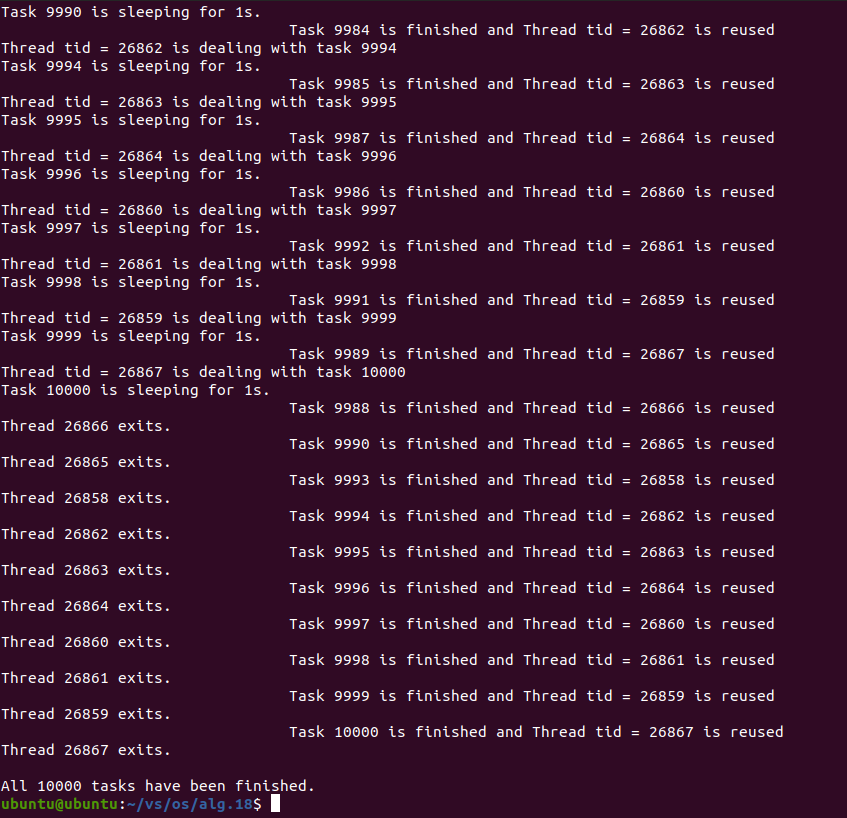 Task 9990 is sleeping for 1s.
Task 9984 is finished and Thread tid = 26862 is reused
Thread tid = 26862 is dealing with task 9994
Task 9994 is sleeping for 1s.
Task 9985 is finished and Thread tid = 26863 is reused
Thread tid = 26863 is dealing with task 9995
Task 9995 is sleeping for 1s.
Task 9987 is finished and Thread tid = 26864 is reused
Thread tid = 26864 is dealing with task 9996
Task 9996 is sleeping for 1s.
Task 9986 is finished and Thread tid = 26860 is reused
Thread tid = 26860 is dealing with task 9997
Task 9997 is sleeping for 1s.
Task 9992 is finished and Thread tid = 26861 is reused
Thread tid = 26861 is dealing with task 9998
Task 9998 is sleeping for 1s.
Task 9991 is finished and Thread tid = 26859 is reused
Thread tid = 26859 is dealing with task 9999
Task 9999 is sleeping for 1s.
Task 9989 is finished and Thread tid = 26867 is reused
Thread tid = 26867 is dealing with task 10000
Task 10000 is sleeping for 1s.
Task 9988 is finished and Thread tid = 26866 is reused
Thread 26866 exits.
Task 9990 is finished and Thread tid = 26865 is reused
Thread 26865 exits.
Task 9993 is finished and Thread tid = 26858 is reused
Thread 26858 exits.
Task 9994 is finished and Thread tid = 26862 is reused
Thread 26862 exits.
Task 9995 is finished and Thread tid = 26863 is reused
Thread 26863 exits.
Task 9996 is finished and Thread tid = 26864 is reused
Thread 26864 exits.
Task 9997 is finished and Thread tid = 26860 is reused
Thread 26860 exits.
Task 9998 is finished and Thread tid = 26861 is reused
Thread 26861 exits.
Task 9999 is finished and Thread tid = 26859 is reused
Thread 26859 exits.
Task 10000 is finished and Thread tid = 26867 is reused
Thread 26867 exits.
All 10000 tasks have been finished.
ubuntu@ubuntu:~/vs/os/alg.18$